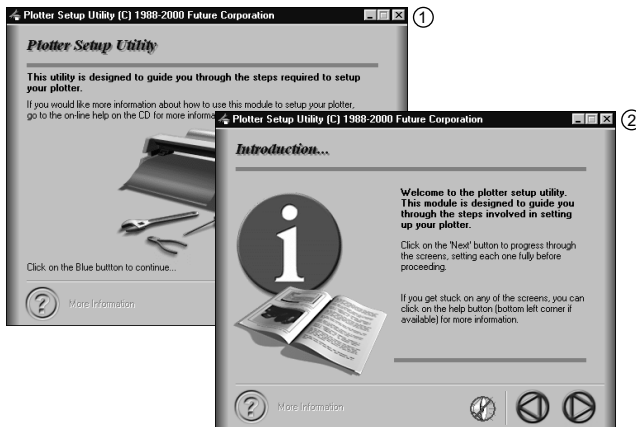 Plotter Setup Utility (C) 1988-2000 Future Corporation
1
Plotter Setup Utility
This utility is designed to guide you through the steps required to setup
your plotter.
If you would like more information about how to use this module to setup your plotter,
go to the on-line help on the CD for more informa
Click on the Blue buttton to continue...
? More Information
Plotter Setup Utility (C) 1988-2000 Future Corporation
2
Introduction...
i
Welcome to the plotter setup utility.
This module is designed to guide you
through the steps involved in setting
up your plotter.
Click on the 'Next' button to progress through
the screens, setting each one fully before
proceeding.
If you get stuck on any of the screens, you can
click on the help button (bottom left corner if
available) for more information.
? More Information